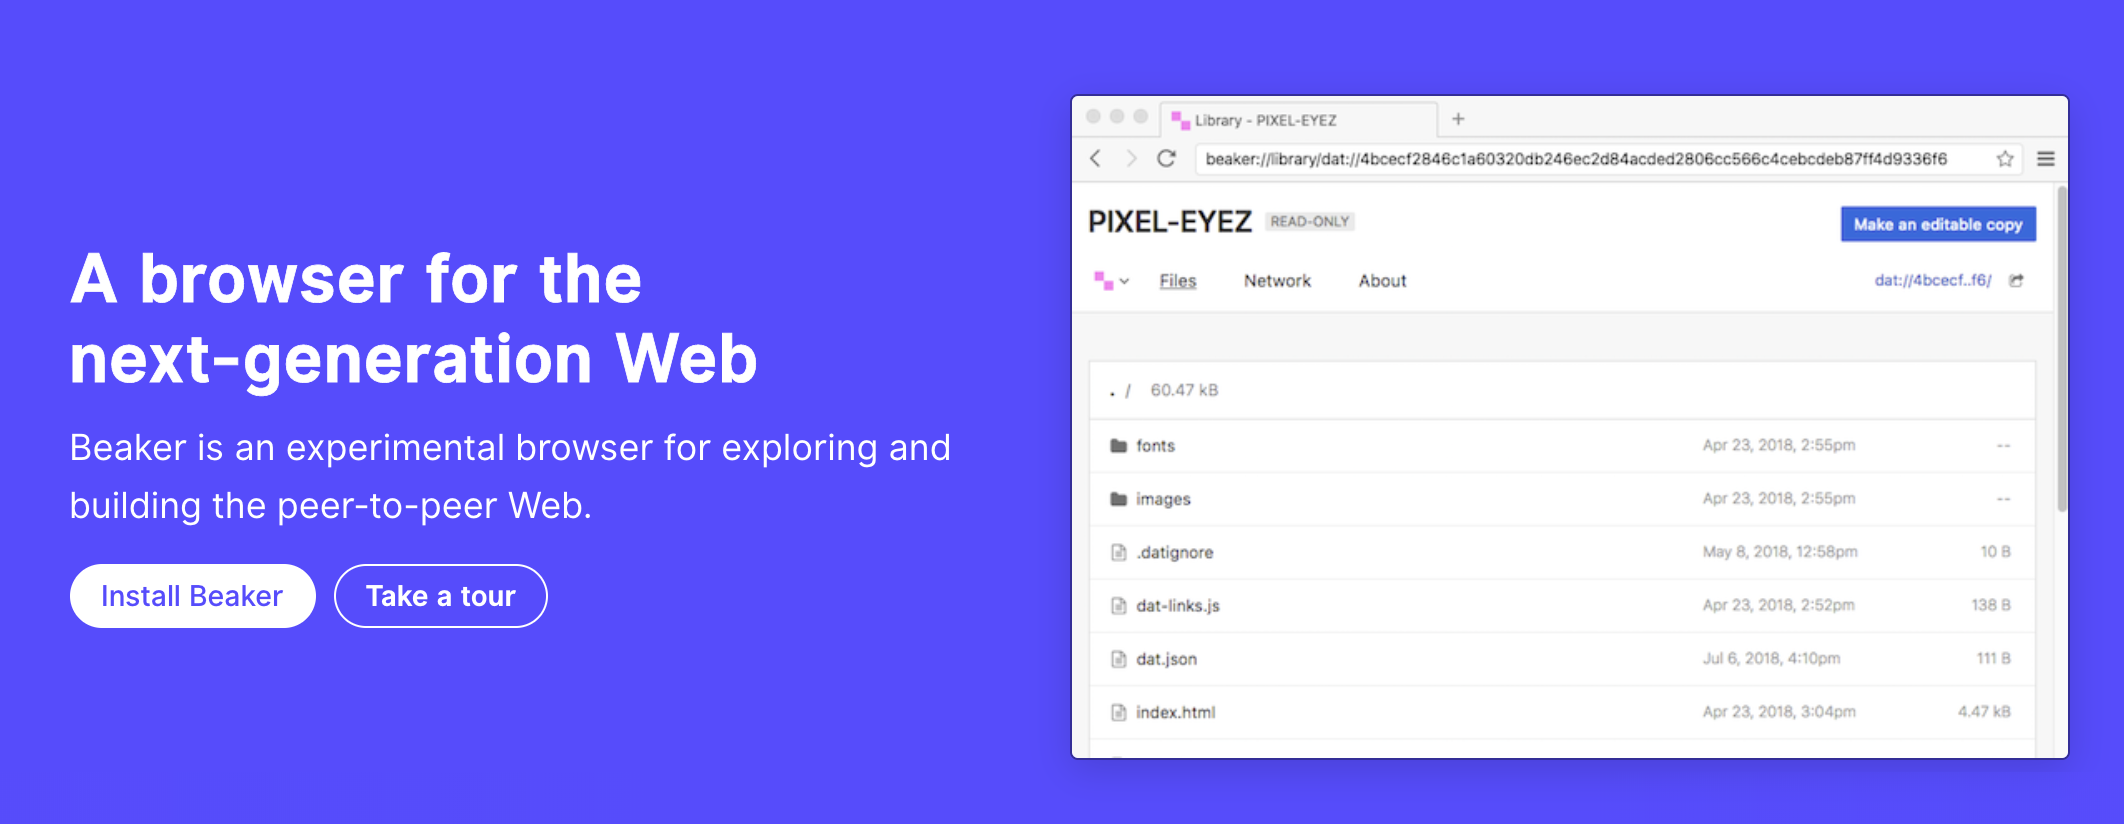 A browser for the
next-generation Web
Beaker is an experimental browser for exploring and
building the peer-to-peer Web.
Install Beaker
Take a tour
Library - PIXEL-EYEZ
beaker://library/dat://4bcecf2846c1a60320db246ec2d84acded2806cc566c4cebcdeb87ff4d9336f6
PIXEL-EYEZ READ-ONLY
Make an editable copy
Files Network About dat://4bcecf..f6/
. / 60.47 kB
fonts Apr 23, 2018, 2:55pm --
images Apr 23, 2018, 2:55pm --
.datignore May 8, 2018, 12:58pm 10 B
dat-links.js Apr 23, 2018, 2:52pm 138 B
dat.json Jul 6, 2018, 4:10pm 111 B
index.html Apr 23, 2018, 3:04pm 4.47 kB